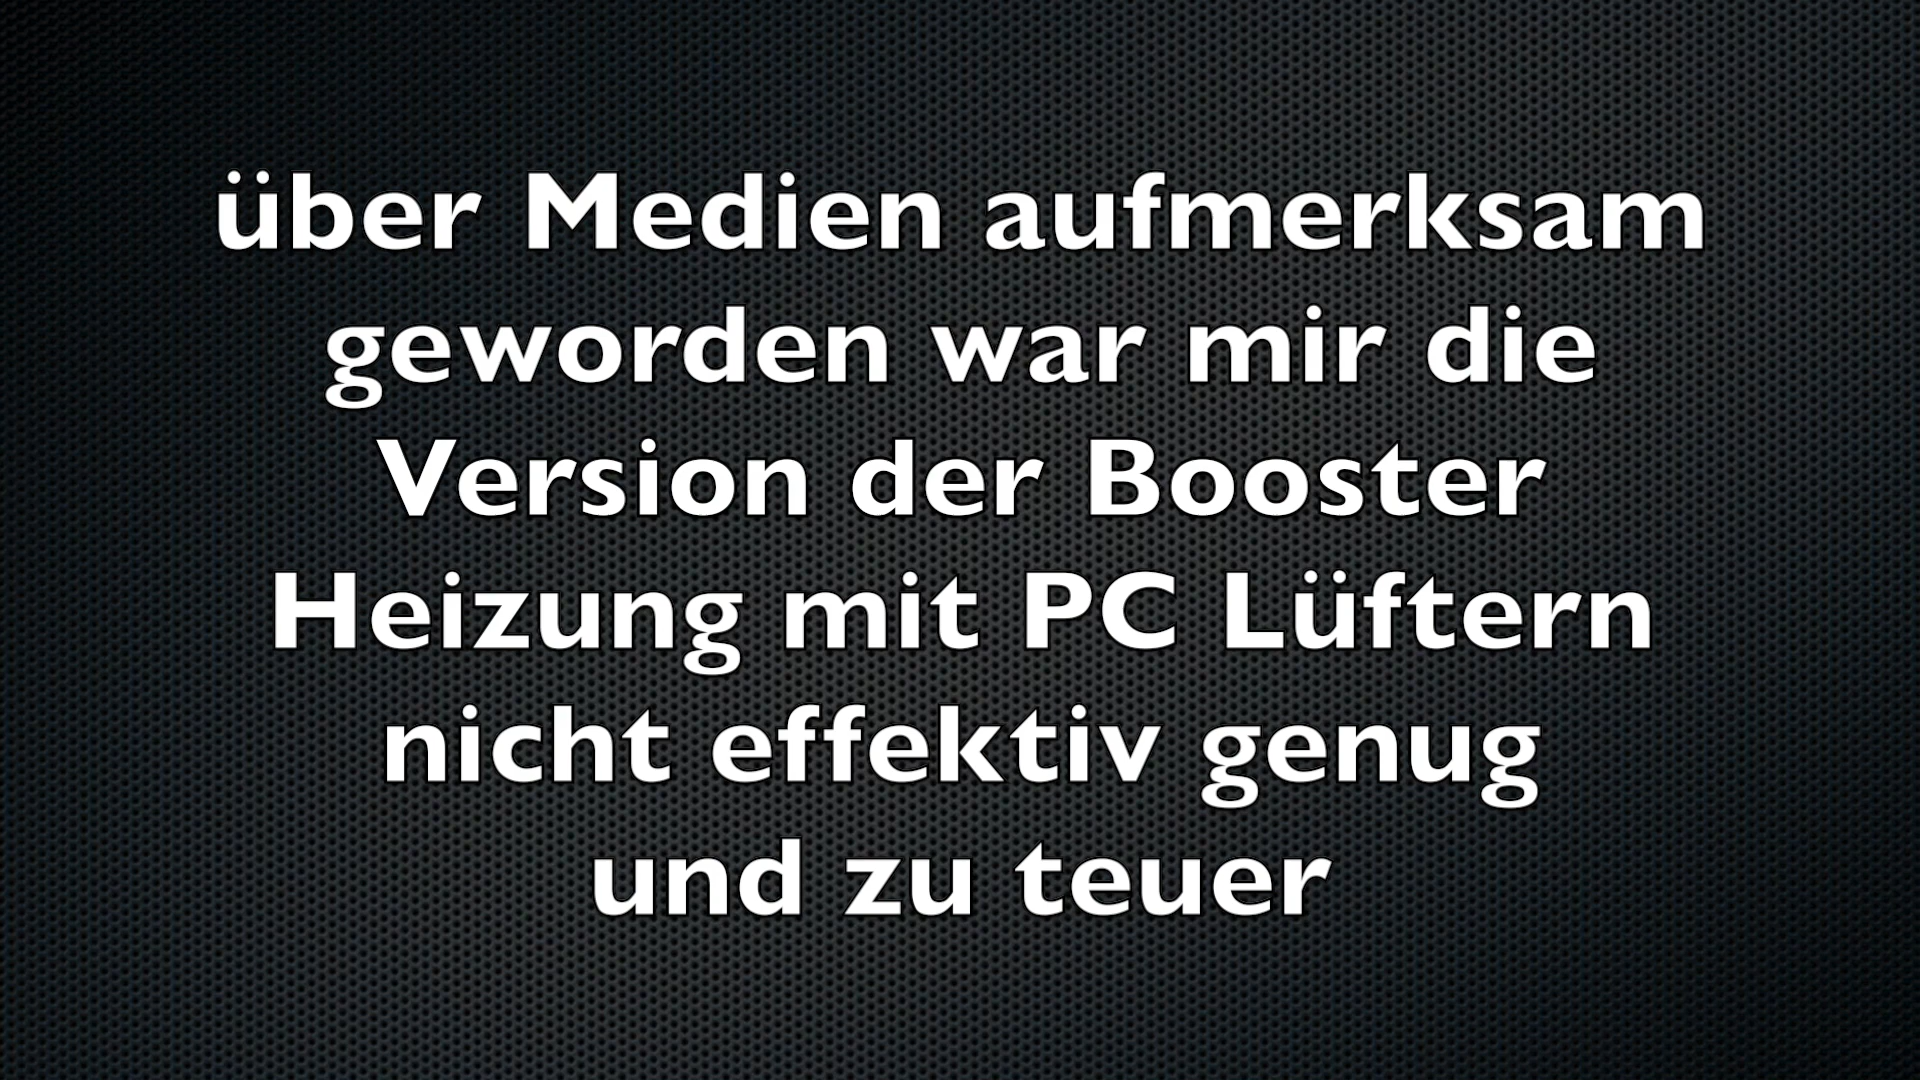 über Medien aufmerksam
geworden war mir die
Version der Booster
Heizung mit PC Lüftern
nicht effektiv genug
und zu teuer